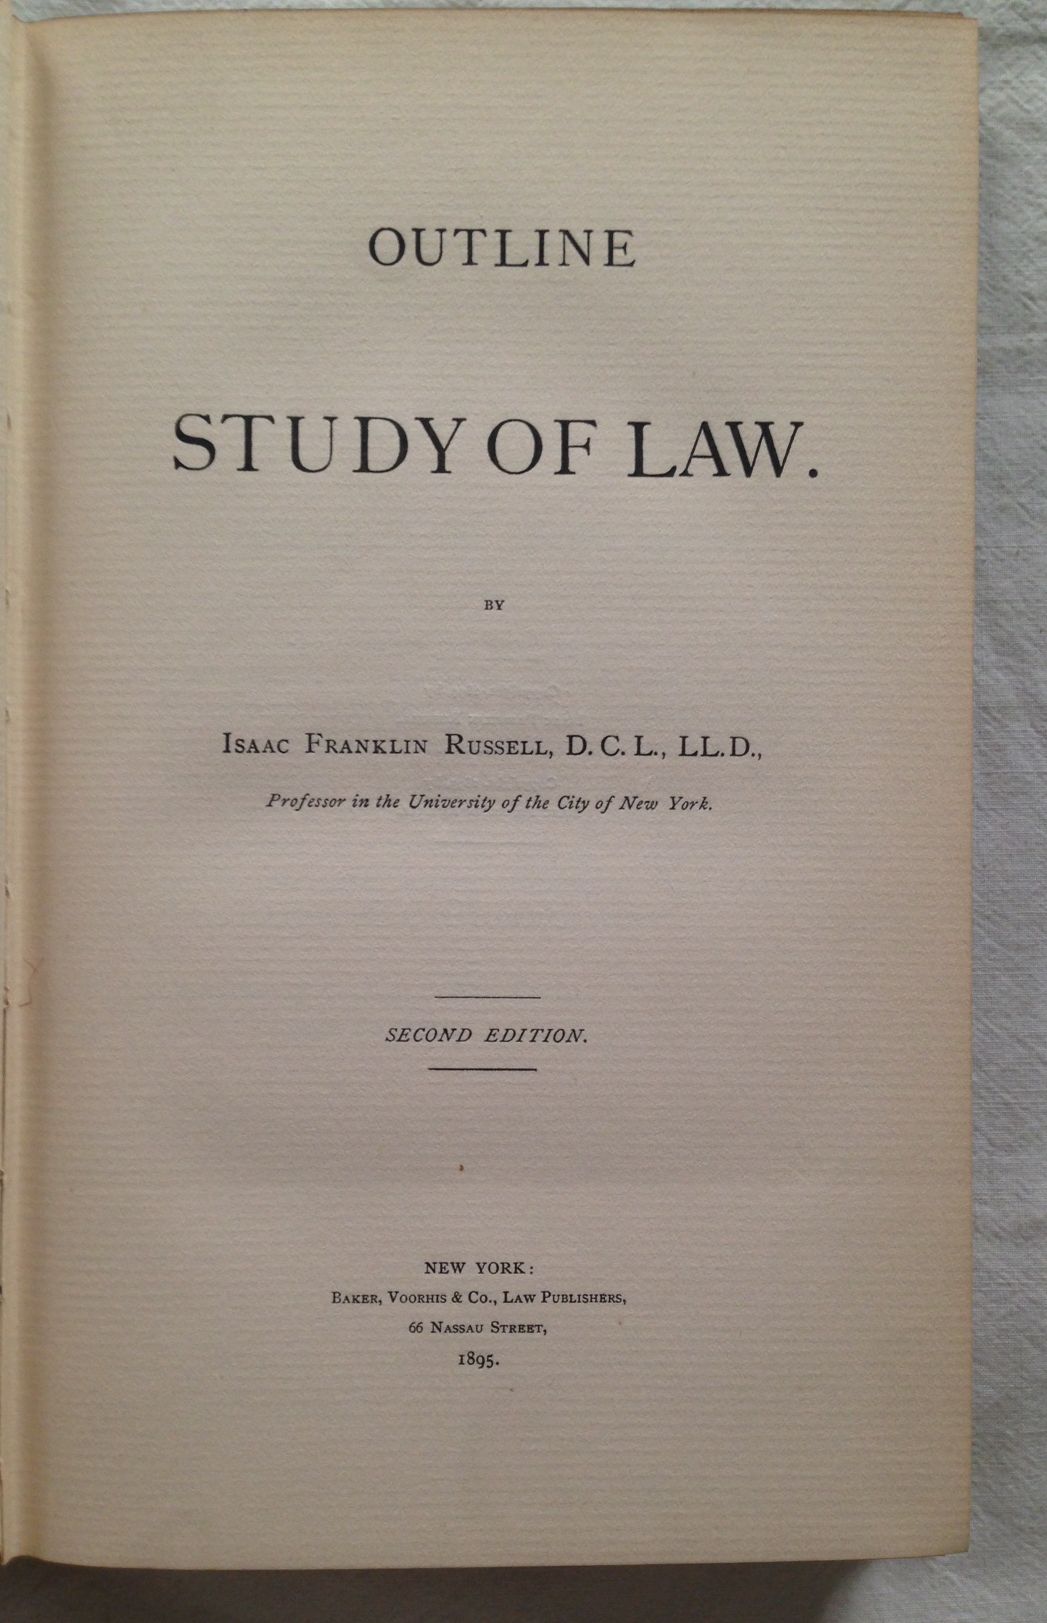 OUTLINE
STUDY OF LAW.
BY
ISAAC FRANKLIN RUSSELL, D. C. L., LL. D.,
Professor in the University of the City of New York.
SECOND EDITION.
NEW YORK:
BAKER, VOORHIS & CO., LAW PUBLISHERS,
66 NASSAU STREET,
1895.